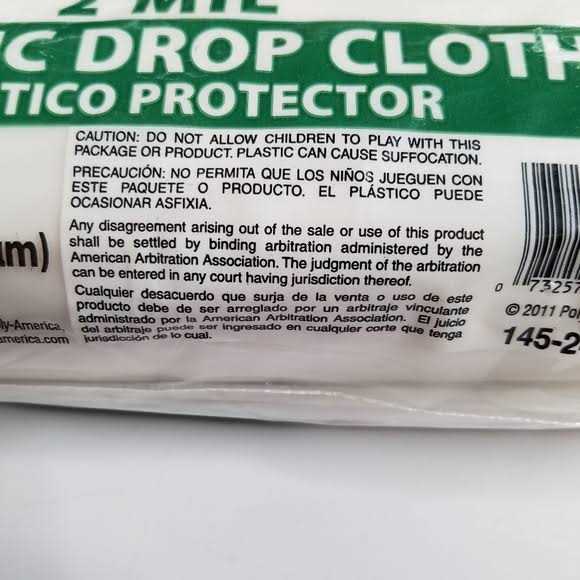 2 MIL
IC DROP CLOTH
TICO PROTECTOR
CAUTION: DO NOT ALLOW CHILDREN TO PLAY WITH THIS
PACKAGE OR PRODUCT. PLASTIC CAN CAUSE SUFFOCATION.
PRECAUCIÓN: NO PERMITA QUE LOS NIÑOS JUEGUEN CON
ESTE PAQUETE O PRODUCTO. EL PLÁSTICO PUEDE
OCASIONAR ASFIXIA.
Any disagreement arising out of the sale or use of this product
shall be settled by binding arbitration administered by the
American Arbitration Association. The judgment of the arbitration
can be entered in any court having jurisdiction thereof.
Cualquier desacuerdo que surja de la venta o uso de este
producto debe de ser arreglado por un arbitraje vinculante
administrado por la American Arbitration Association. El juicio
del arbitraje puede ser ingresado en cualquier corte que tenga
jurisdicción de lo cual.
um)
ly-America,
america.com
0 73257
© 2011 Pol
145-2